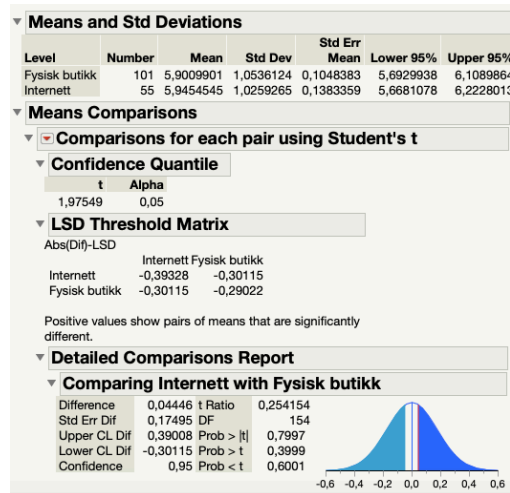 Means and Std Deviations
Std Err
Level Number Mean Std Dev Mean Lower 95% Upper 95%
Fysisk butikk 101 5,9009901 1,0536124 0,1048383 5,6929938 6,1089864
Internett 55 5,9454545 1,0259265 0,1383359 5,6681078 6,2228013
Means Comparisons
Comparisons for each pair using Student's t
Confidence Quantile
t Alpha
1,97549 0,05
LSD Threshold Matrix
Abs(Dif)-LSD
Internett Fysisk butikk
Internett -0,39328 -0,30115
Fysisk butikk -0,30115 -0,29022
Positive values show pairs of means that are significantly
different.
Detailed Comparisons Report
Comparing Internett with Fysisk butikk
Difference 0,04446 t Ratio 0,254154
Std Err Dif 0,17495 DF 154
Upper CL Dif 0,39008 Prob > |t| 0,7997
Lower CL Dif -0,30115 Prob > t 0,3999
Confidence 0,95 Prob < t 0,6001
-0,6 -0,4 -0,2 0,0 0,2 0,4 0,6